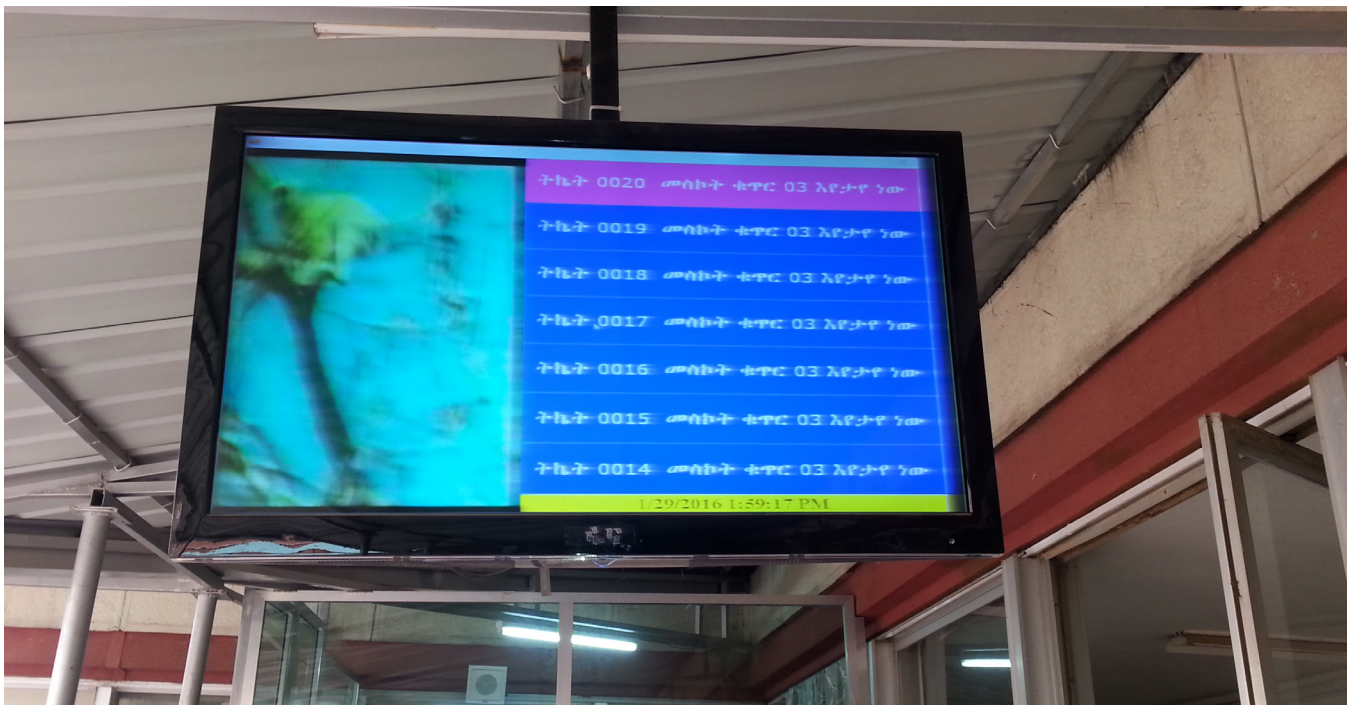 ትኬት 0020 መስኮት ቁጥር 03 እየታየ ነው
ትኬት 0019 መስኮት ቁጥር 03 እየታየ ነው
ትኬት 0018 መስኮት ቁጥር 03 እየታየ ነው
ትኬት 0017 መስኮት ቁጥር 03 እየታየ ነው
ትኬት 0016 መስኮት ቁጥር 03 እየታየ ነው
ትኬት 0015 መስኮት ቁጥር 03 እየታየ ነው
ትኬት 0014 መስኮት ቁጥር 03 እየታየ ነው
1/29/2016 1:59:17 PM